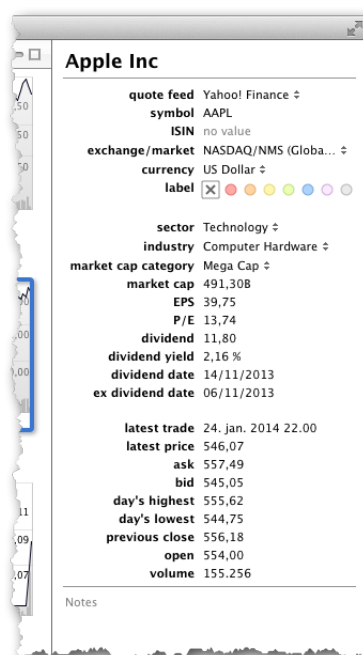 Apple Inc
quote feed Yahoo! Finance
symbol AAPL
ISIN no value
exchange/market NASDAQ/NMS (Globa...
currency US Dollar
label
sector Technology
industry Computer Hardware
market cap category Mega Cap
market cap 491,30B
EPS 39,75
P/E 13,74
dividend 11,80
dividend yield 2,16 %
dividend date 14/11/2013
ex dividend date 06/11/2013
latest trade 24. jan. 2014 22.00
latest price 546,07
ask 557,49
bid 545,05
day's highest 555,62
day's lowest 544,75
previous close 556,18
open 554,00
volume 155.256
Notes